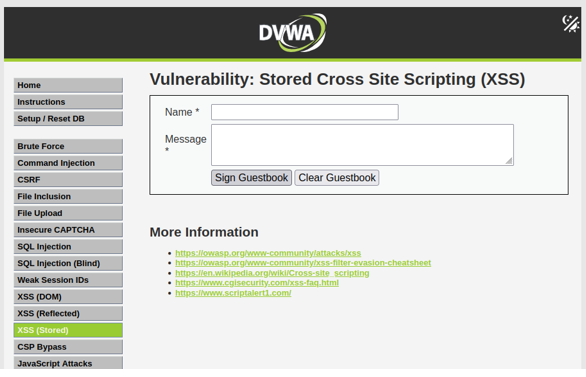 DVWA
Vulnerability: Stored Cross Site Scripting (XSS)
Home
Instructions
Setup / Reset DB
Brute Force
Command Injection
CSRF
File Inclusion
File Upload
Insecure CAPTCHA
SQL Injection
SQL Injection (Blind)
Weak Session IDs
XSS (DOM)
XSS (Reflected)
XSS (Stored)
CSP Bypass
JavaScript Attacks
Name *
Message
*
Sign Guestbook Clear Guestbook
More Information
https://owasp.org/www-community/attacks/xss
https://owasp.org/www-community/xss-filter-evasion-cheatsheet
https://en.wikipedia.org/wiki/Cross-site_scripting
https://www.cgisecurity.com/xss-faq.html
https://www.scriptalert1.com/